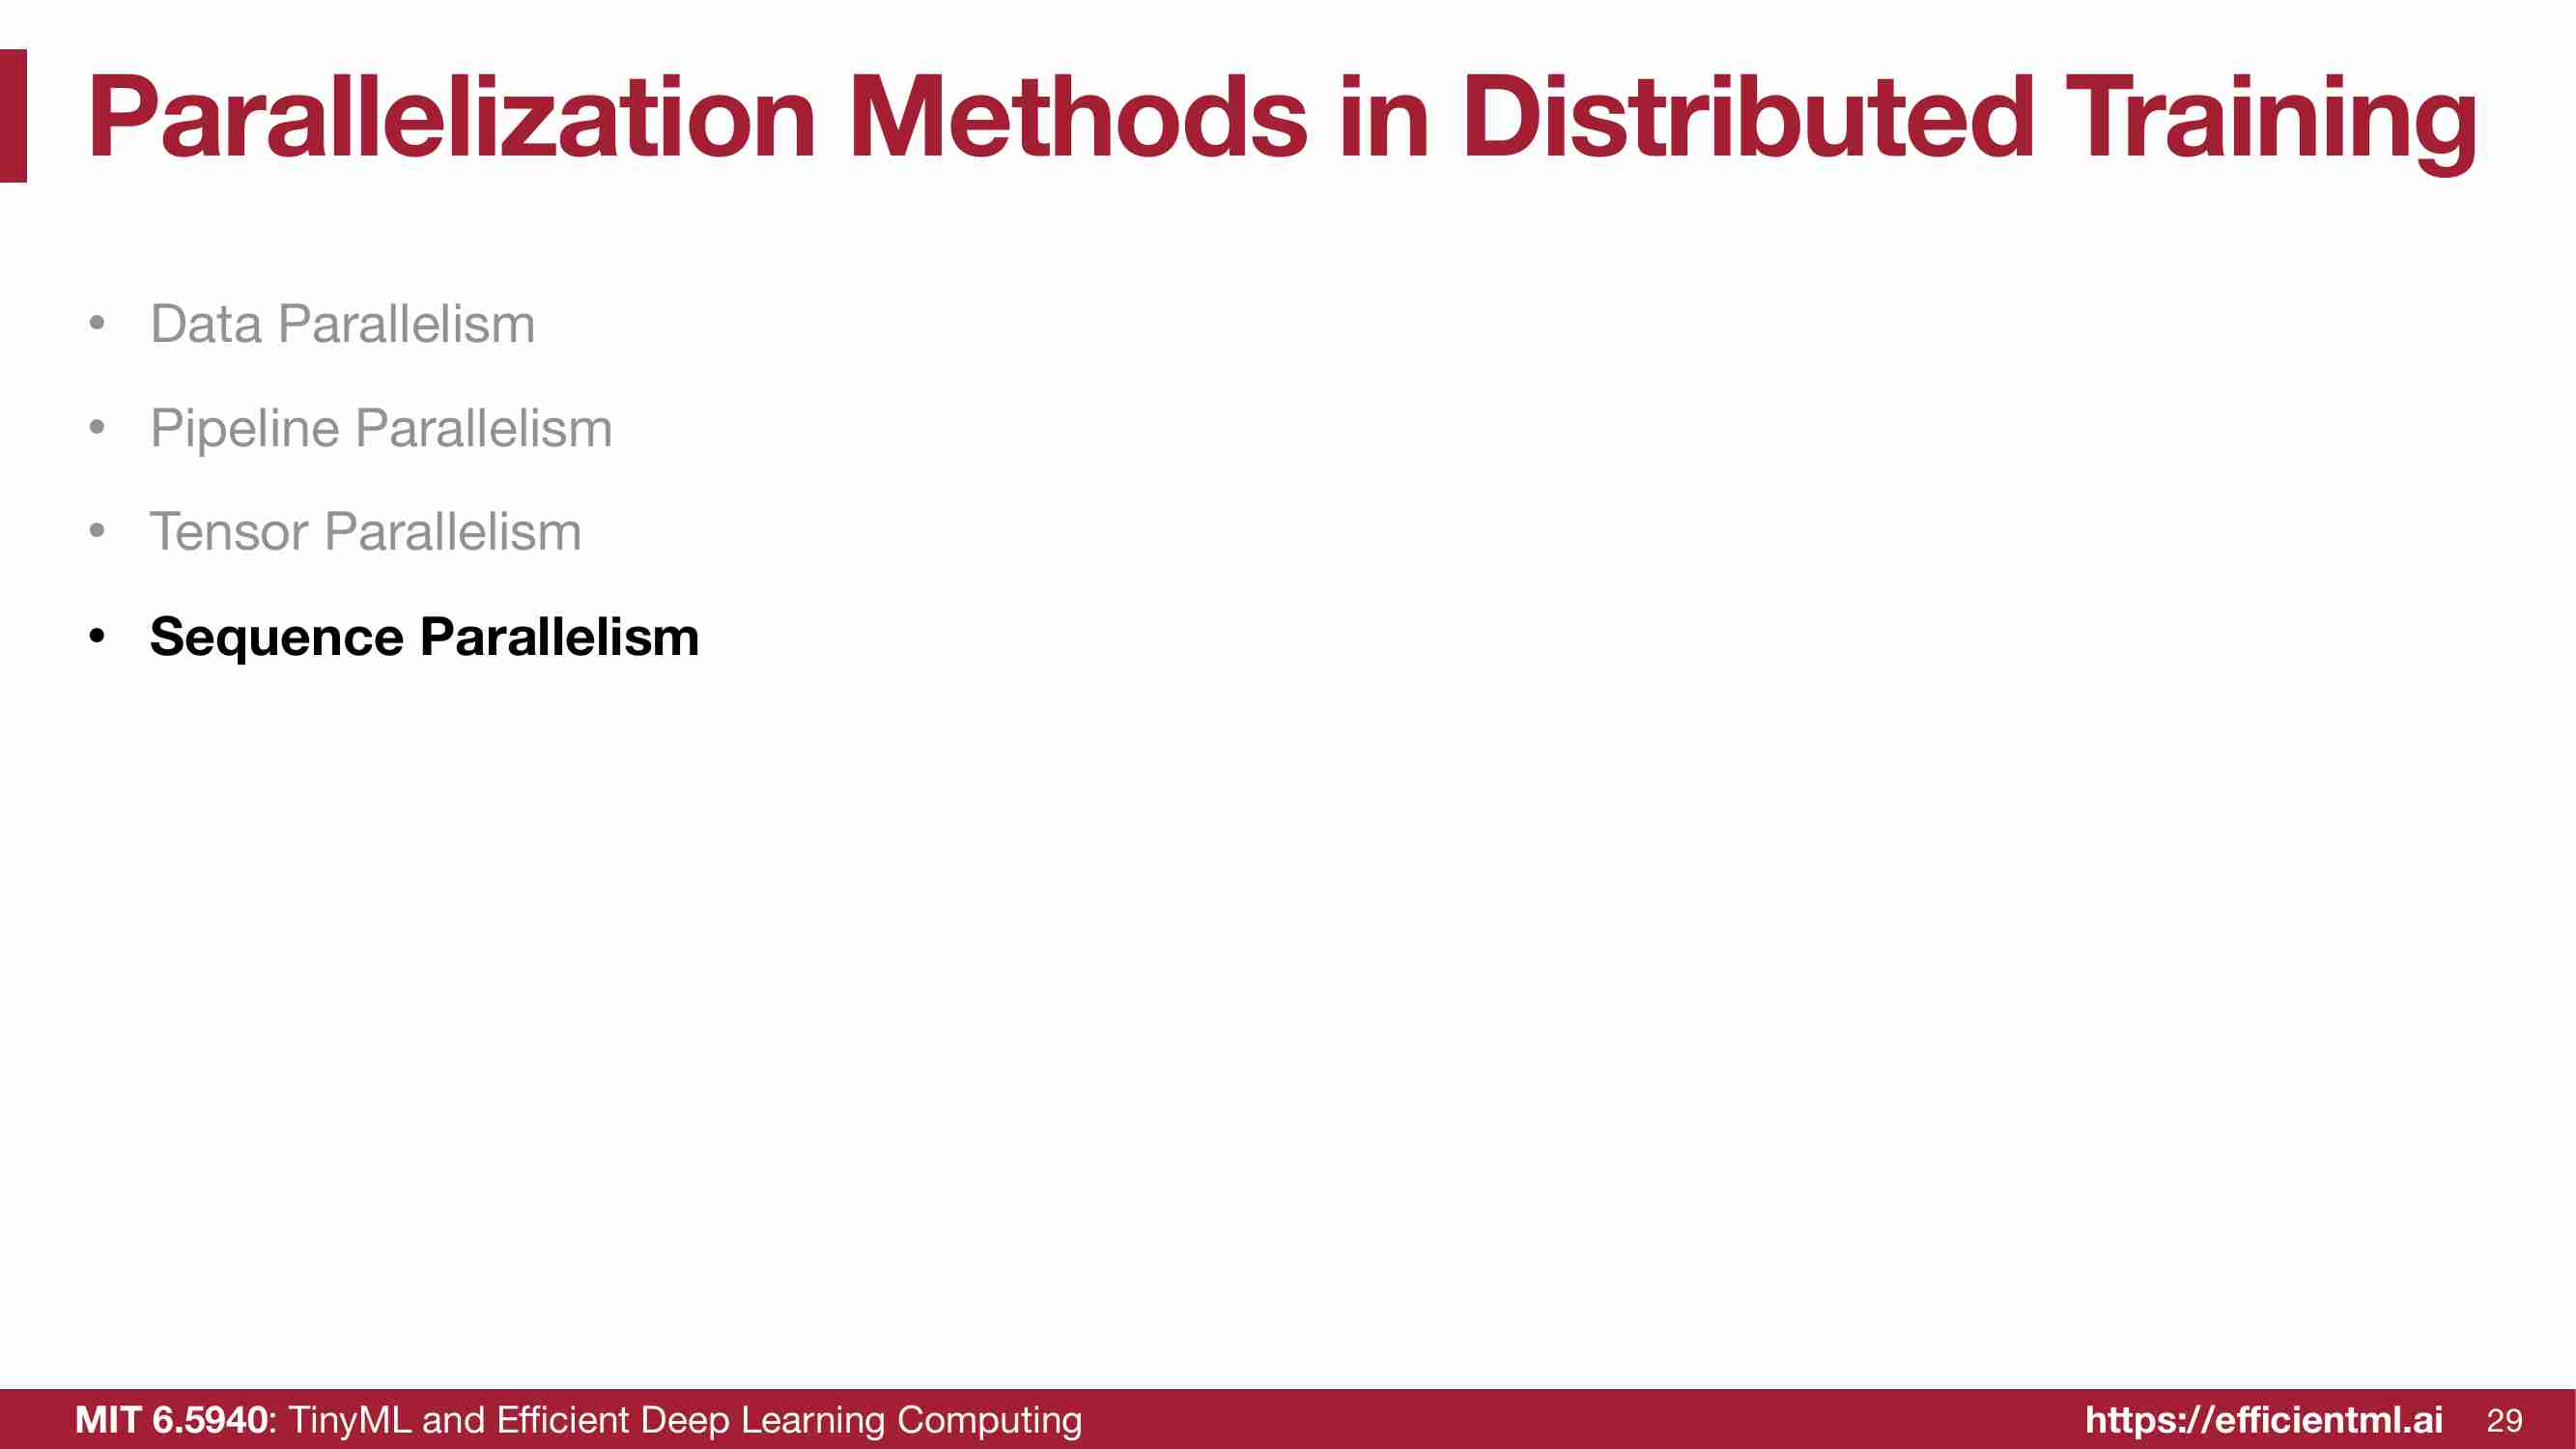 Parallelization Methods in Distributed Training
• Data Parallelism
• Pipeline Parallelism
• Tensor Parallelism
• Sequence Parallelism
MIT 6.5940: TinyML and Efficient Deep Learning Computing
https://efficientml.ai 29